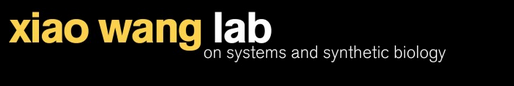 xiao wang lab
on systems and synthetic biology